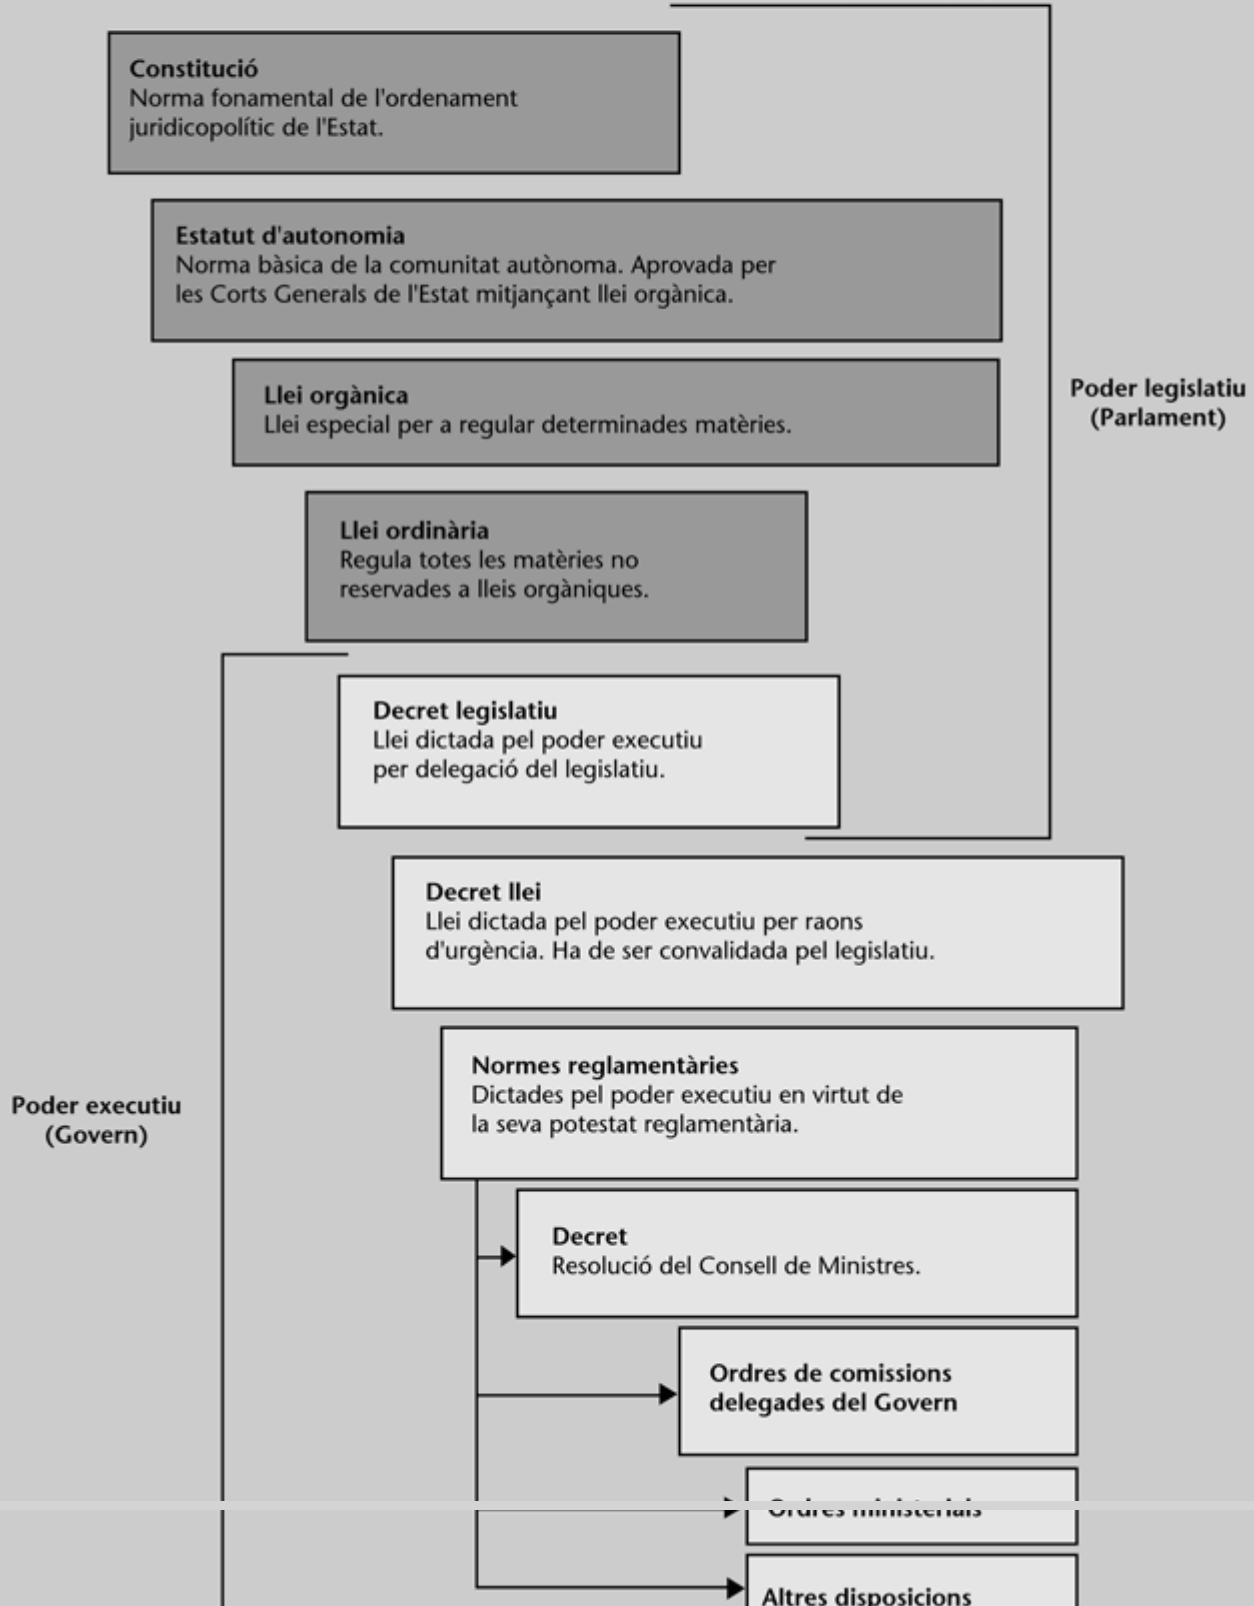 Constitució
Norma fonamental de l'ordenament
juridicopolític de l'Estat.
Estatut d'autonomia
Norma bàsica de la comunitat autònoma. Aprovada per
les Corts Generals de l'Estat mitjançant llei orgànica.
Llei orgànica
Llei especial per a regular determinades matèries.
Poder legislatiu
(Parlament)
Llei ordinària
Regula totes les matèries no
reservades a lleis orgàniques.
Decret legislatiu
Llei dictada pel poder executiu
per delegació del legislatiu.
Decret llei
Llei dictada pel poder executiu per raons
d'urgència. Ha de ser convalidada pel legislatiu.
Normes reglamentàries
Dictades pel poder executiu en virtut de
la seva potestat reglamentària.
Poder executiu
(Govern)
Decret
Resolució del Consell de Ministres.
Ordres de comissions
delegades del Govern
Ordres ministerials
Altres disposicions